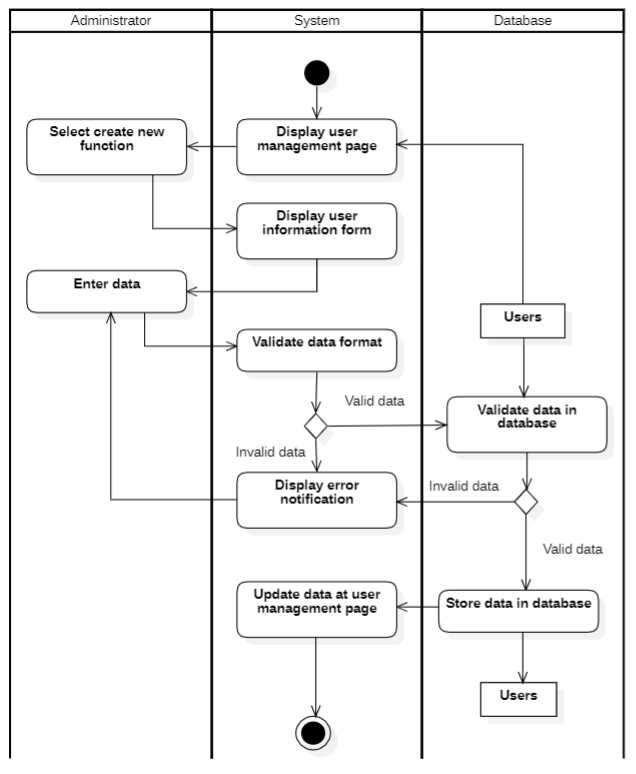 Administrator
System
Database
Select create new
function
Display user
management page
Display user
information form
Enter data
Users
Validate data format
Valid data
Validate data in
database
Invalid data
Display error
notification
Invalid data
Valid data
Update data at user
management page
Store data in database
Users